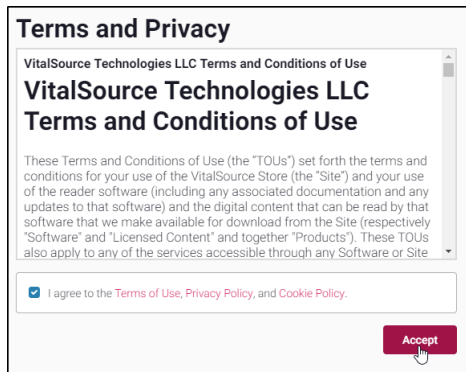 Terms and Privacy
VitalSource Technologies LLC Terms and Conditions of Use
VitalSource Technologies LLC
Terms and Conditions of Use
These Terms and Conditions of Use (the "TOUs") set forth the terms and
conditions for your use of the VitalSource Store (the "Site") and your use
of the reader software (including any associated documentation and any
updates to that software) and the digital content that can be read by that
software that we make available for download from the Site (respectively
"Software" and "Licensed Content" and together "Products"). These TOUs
also apply to any of the services accessible through any Software or Site
I agree to the Terms of Use, Privacy Policy, and Cookie Policy.
Accept